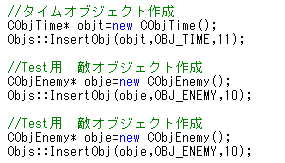 //タイムオブジェクト作成
CObjTime* objt=new CObjTime();
Objs::InsertObj(objt,OBJ_TIME,11);
//Test用　敵オブジェクト作成
CObjEnemy* obje=new CObjEnemy();
Objs::InsertObj(obje,OBJ_ENEMY,10);
//Test用　敵オブジェクト作成
CObjEnemy* obje=new CObjEnemy();
Objs::InsertObj(obje,OBJ_ENEMY,10);